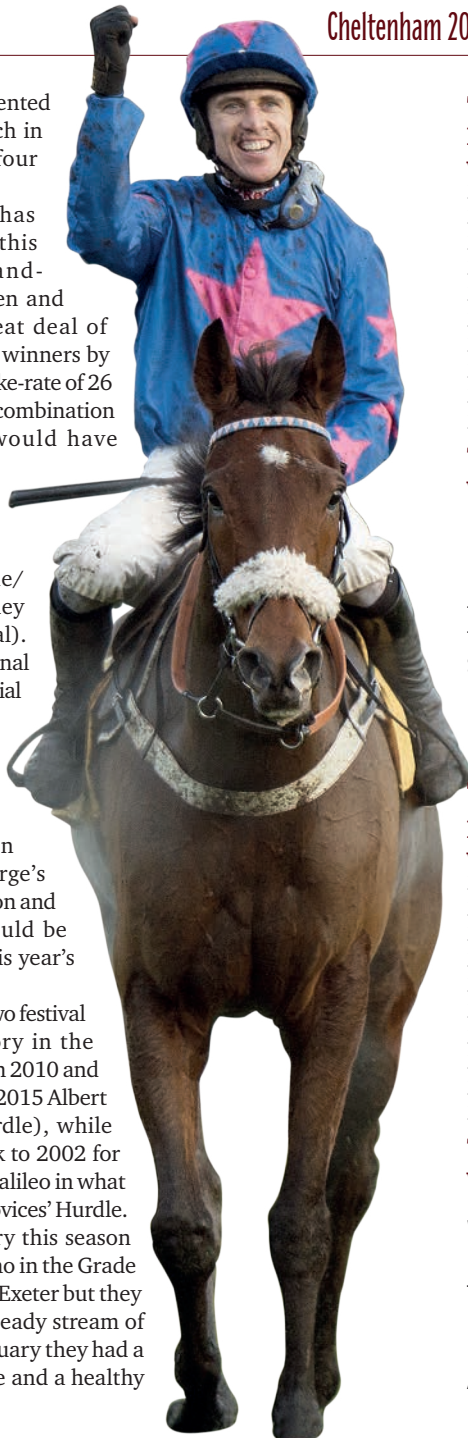 Cheltenham 20
ented
ch in
four
has
this
and-
en and
eat deal of
winners by
ke-rate of 26
combination
would have
e/
ey
al).
nal
ial
n
rge's
on and
uld be
is year's
wo festival
ory in the
n 2010 and
2015 Albert
rdle), while
k to 2002 for
alileo in what
ovices' Hurdle.
ry this season
no in the Grade
Exeter but they
eady stream of
uary they had a
e and a healthy